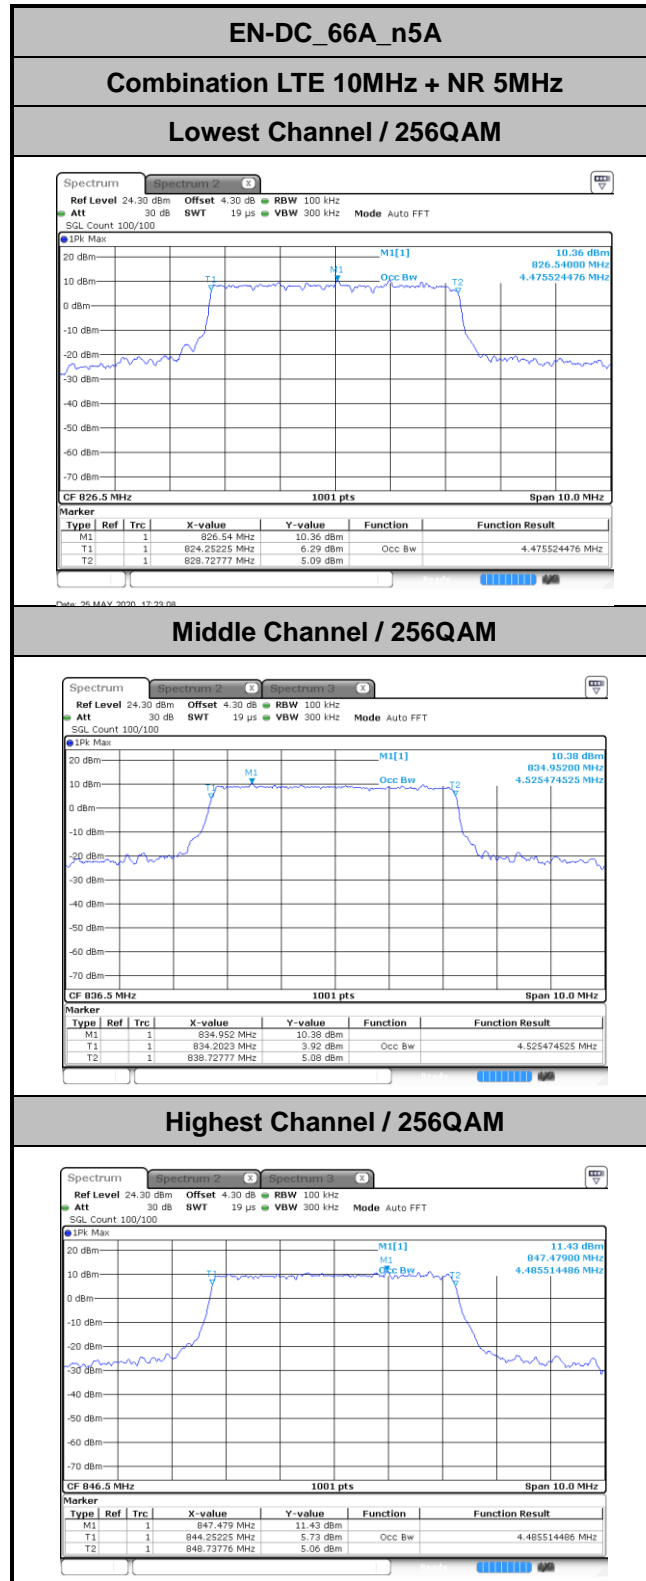 EN-DC_66A_n5A
Combination LTE 10MHz + NR 5MHz
Lowest Channel / 256QAM
Spectrum Spectrum 2 X
Ref Level 24.30 dBm Offset 4.30 dB RBW 100 kHz
Att 30 dB SWT 19 µs VBW 300 kHz Mode Auto FFT
SGL Count 100/100
1Pk Max
M1[1] 10.36 dBm
826.54000 MHz
Occ Bw 4.475524476 MHz
20 dBm
10 dBm
0 dBm
-10 dBm
-20 dBm
-30 dBm
-40 dBm
-50 dBm
-60 dBm
-70 dBm
T1 M1 T2
CF 826.5 MHz 1001 pts Span 10.0 MHz
Marker
Type Ref Trc X-value Y-value Function Function Result
M1 1 826.54 MHz 10.36 dBm
T1 1 824.25225 MHz 6.29 dBm Occ Bw 4.475524476 MHz
T2 1 828.72777 MHz 5.09 dBm
Date: 25 MAY 2020 17:23:08
Middle Channel / 256QAM
Spectrum Spectrum 2 X Spectrum 3 X
Ref Level 24.30 dBm Offset 4.30 dB RBW 100 kHz
Att 30 dB SWT 19 µs VBW 300 kHz Mode Auto FFT
SGL Count 100/100
1Pk Max
M1[1] 10.38 dBm
834.95200 MHz
Occ Bw 4.525474525 MHz
20 dBm
10 dBm
0 dBm
-10 dBm
-20 dBm
-30 dBm
-40 dBm
-50 dBm
-60 dBm
-70 dBm
T1 M1 T2
CF 836.5 MHz 1001 pts Span 10.0 MHz
Marker
Type Ref Trc X-value Y-value Function Function Result
M1 1 834.952 MHz 10.38 dBm
T1 1 834.2023 MHz 3.92 dBm Occ Bw 4.525474525 MHz
T2 1 838.72777 MHz 5.08 dBm
Highest Channel / 256QAM
Spectrum Spectrum 2 X Spectrum 3 X
Ref Level 24.30 dBm Offset 4.30 dB RBW 100 kHz
Att 30 dB SWT 19 µs VBW 300 kHz Mode Auto FFT
SGL Count 100/100
1Pk Max
M1[1] 11.43 dBm
847.47900 MHz
Occ Bw 4.485514486 MHz
20 dBm
10 dBm
0 dBm
-10 dBm
-20 dBm
-30 dBm
-40 dBm
-50 dBm
-60 dBm
-70 dBm
T1 M1 T2
CF 846.5 MHz 1001 pts Span 10.0 MHz
Marker
Type Ref Trc X-value Y-value Function Function Result
M1 1 847.479 MHz 11.43 dBm
T1 1 844.25225 MHz 5.73 dBm Occ Bw 4.485514486 MHz
T2 1 848.73776 MHz 5.06 dBm